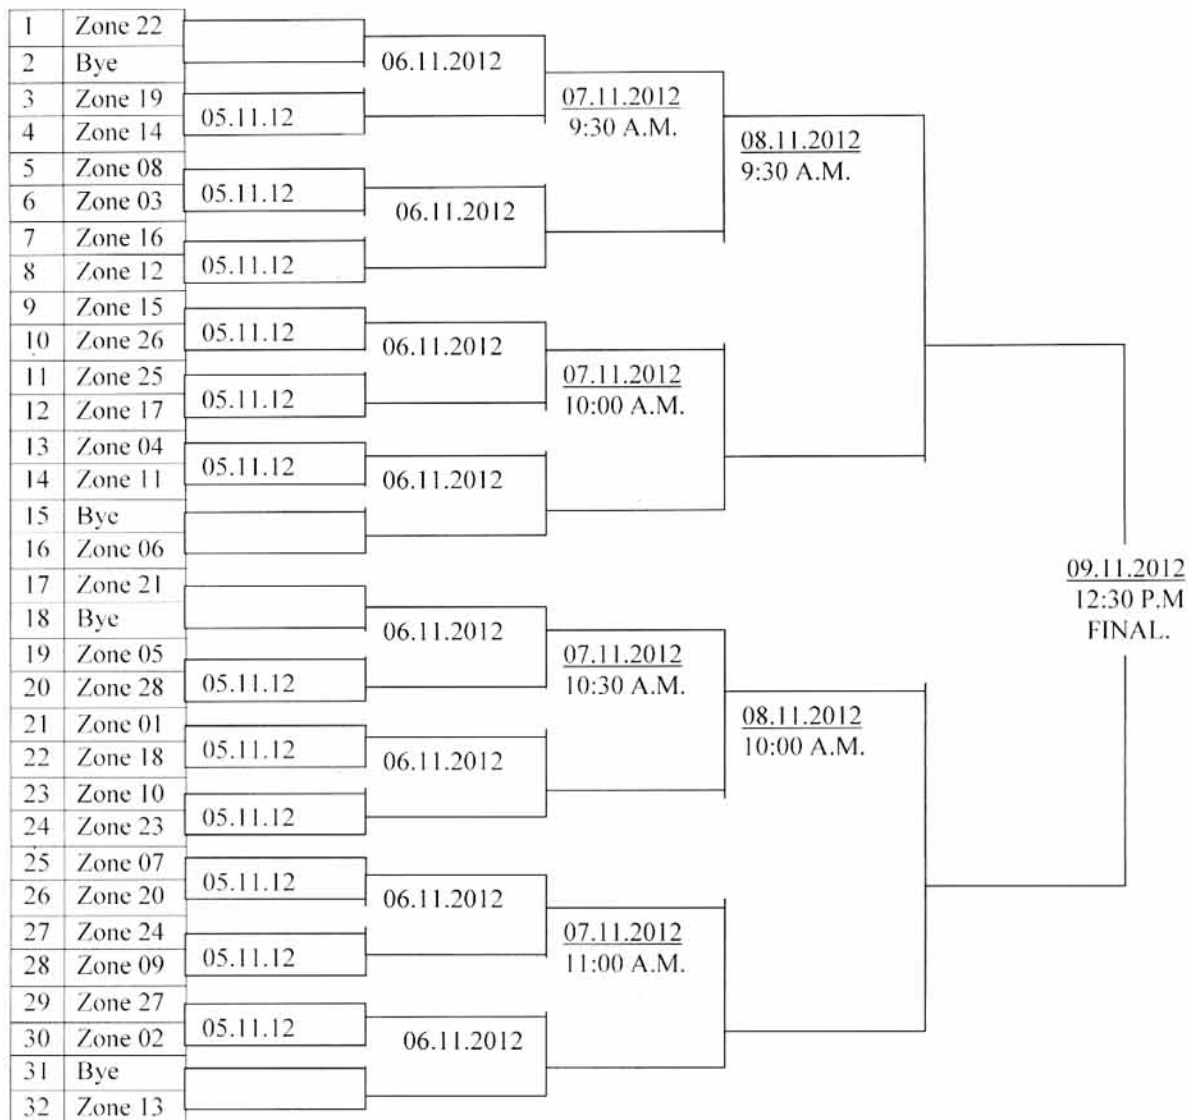 1 Zone 22
2 Bye
3 Zone 19
4 Zone 14
5 Zone 08
6 Zone 03
7 Zone 16
8 Zone 12
9 Zone 15
10 Zone 26
11 Zone 25
12 Zone 17
13 Zone 04
14 Zone 11
15 Bye
16 Zone 06
17 Zone 21
18 Bye
19 Zone 05
20 Zone 28
21 Zone 01
22 Zone 18
23 Zone 10
24 Zone 23
25 Zone 07
26 Zone 20
27 Zone 24
28 Zone 09
29 Zone 27
30 Zone 02
31 Bye
32 Zone 13
05.11.12
05.11.12
05.11.12
05.11.12
05.11.12
05.11.12
05.11.12
05.11.12
05.11.12
05.11.12
05.11.12
05.11.12
06.11.2012
06.11.2012
06.11.2012
06.11.2012
06.11.2012
06.11.2012
06.11.2012
06.11.2012
07.11.2012
9:30 A.M.
07.11.2012
10:00 A.M.
07.11.2012
10:30 A.M.
07.11.2012
11:00 A.M.
08.11.2012
9:30 A.M.
08.11.2012
10:00 A.M.
09.11.2012
12:30 P.M
FINAL.